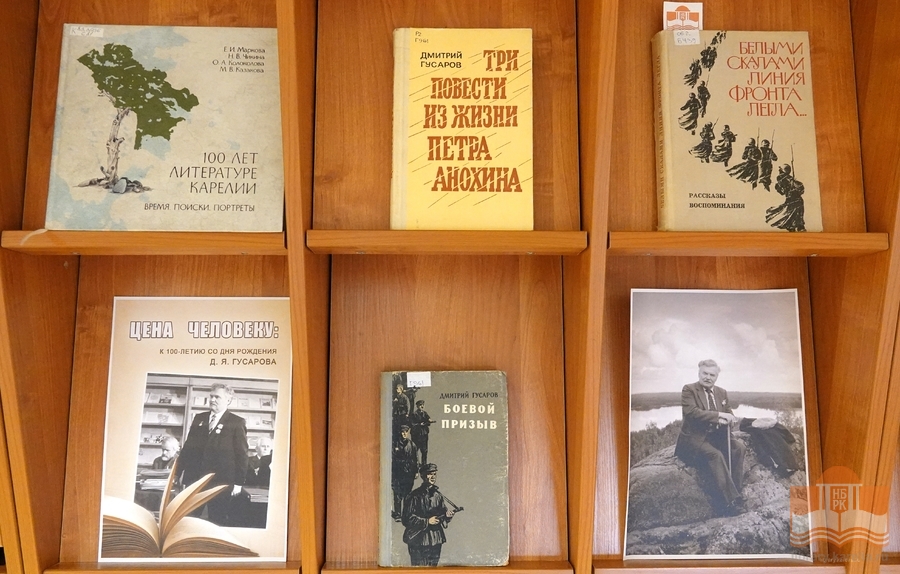 Е. И. Маркова
Н. В. Чикина
О. А. Колоколова
М. В. Казакова
100 ЛЕТ
ЛИТЕРАТУРЕ
КАРЕЛИИ
ВРЕМЯ. ПОИСКИ. ПОРТРЕТЫ
ДМИТРИЙ
ГУСАРОВ
ТРИ
ПОВЕСТИ
ИЗ ЖИЗНИ
ПЕТРА
АНОХИНА
БЕЛЫМИ
СКАЛАМИ
ЛИНИЯ
ФРОНТА
ЛЕГЛА...
РАССКАЗЫ
ВОСПОМИНАНИЯ
ЦЕНА ЧЕЛОВЕКУ:
К 100-ЛЕТИЮ СО ДНЯ РОЖДЕНИЯ
Д. Я. ГУСАРОВА
ДМИТРИЙ ГУСАРОВ
БОЕВОЙ
ПРИЗЫВ
НБ
РК